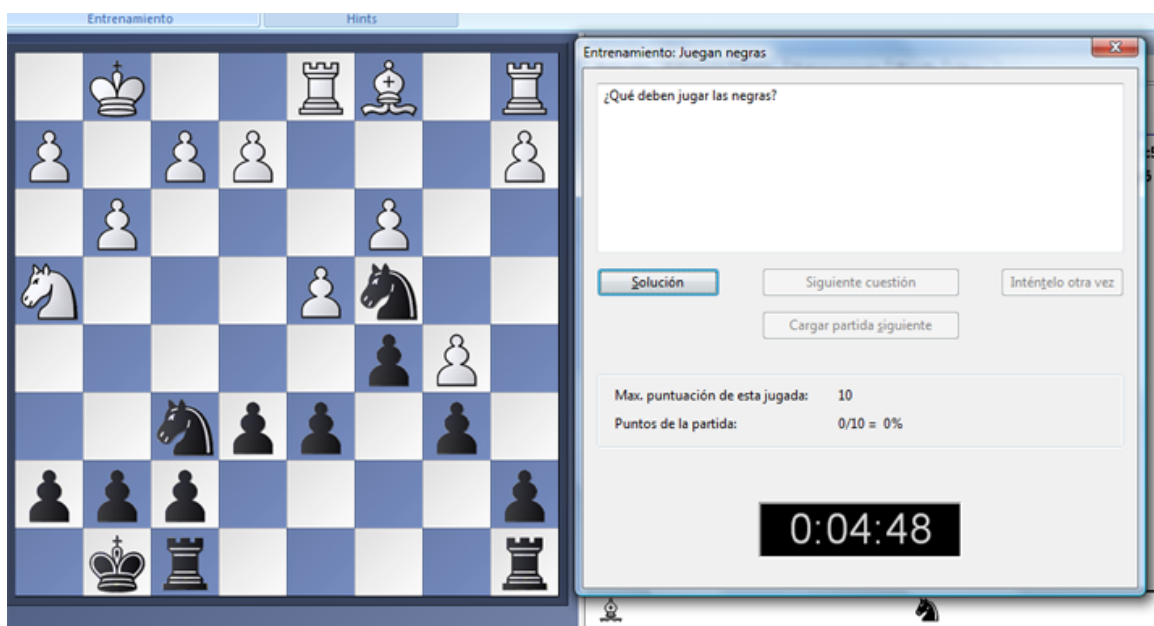 Entrenamiento
Hints
Entrenamiento: Juegan negras
¿Qué deben jugar las negras?
Solución
Siguiente cuestión
Inténtelo otra vez
Cargar partida siguiente
Max. puntuación de esta jugada: 10
Puntos de la partida: 0/10 = 0%
0:04:48